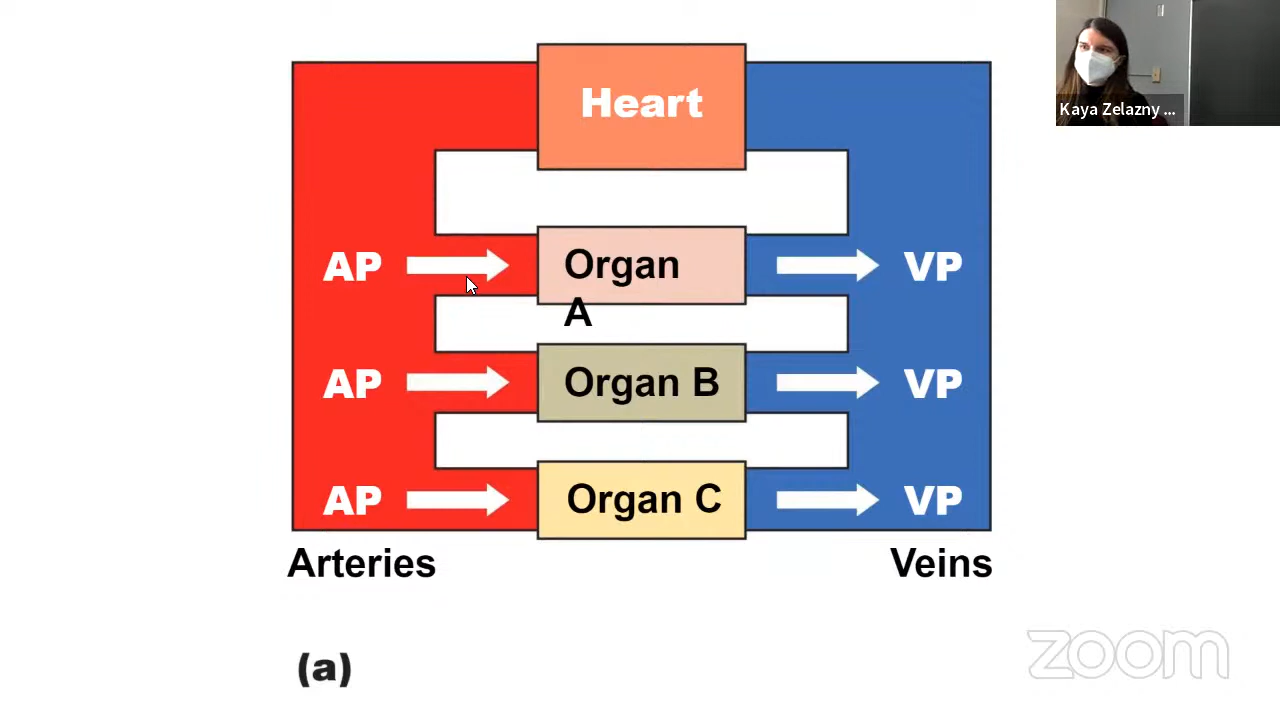 Heart
Kaya Zelazny ...
AP
Organ
A
VP
AP
Organ B
VP
AP
Organ C
VP
Arteries
Veins
(a)
zoom